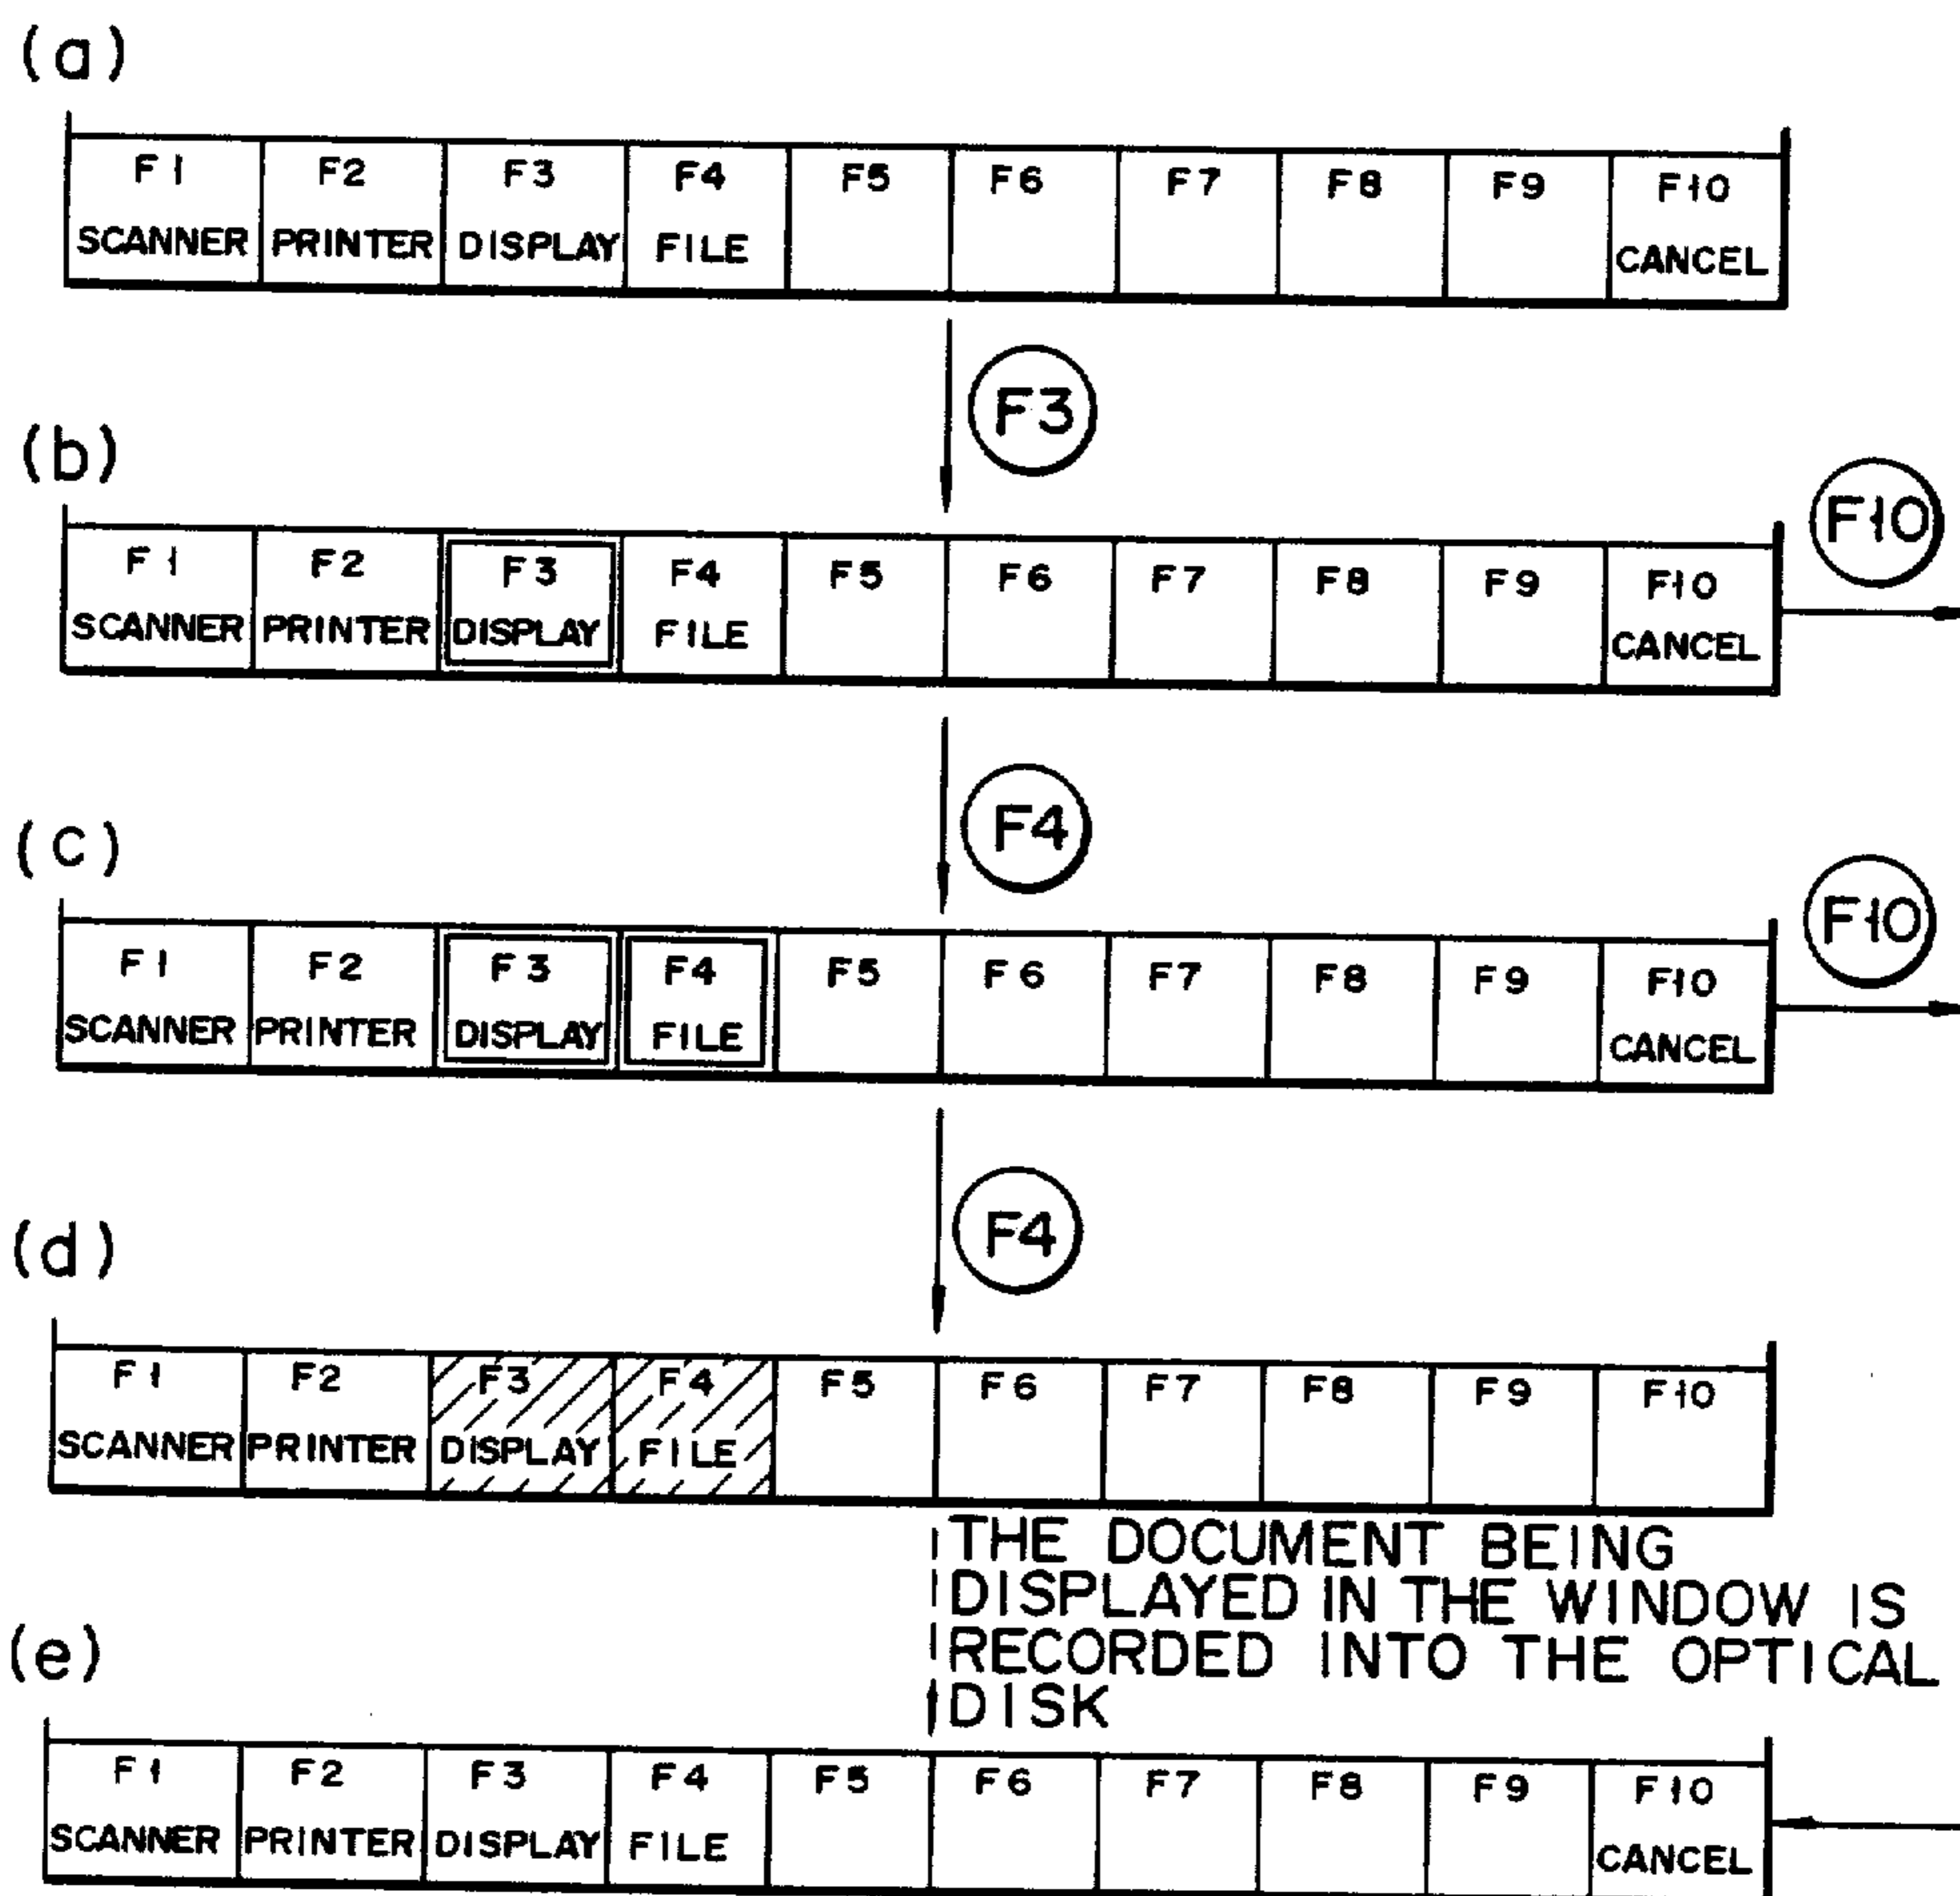 (a)
F1 F2 F3 F4 F5 F6 F7 F8 F9 F10
SCANNER PRINTER DISPLAY FILE CANCEL
F3
(b)
F10
F1 F2 F3 F4 F5 F6 F7 F8 F9 F10
SCANNER PRINTER DISPLAY FILE CANCEL
F4
(c)
F10
F1 F2 F3 F4 F5 F6 F7 F8 F9 F10
SCANNER PRINTER DISPLAY FILE CANCEL
F4
(d)
F1 F2 F3 F4 F5 F6 F7 F8 F9 F10
SCANNER PRINTER DISPLAY FILE
THE DOCUMENT BEING
DISPLAYED IN THE WINDOW IS
RECORDED INTO THE OPTICAL
DISK
(e)
F1 F2 F3 F4 F5 F6 F7 F8 F9 F10
SCANNER PRINTER DISPLAY FILE CANCEL